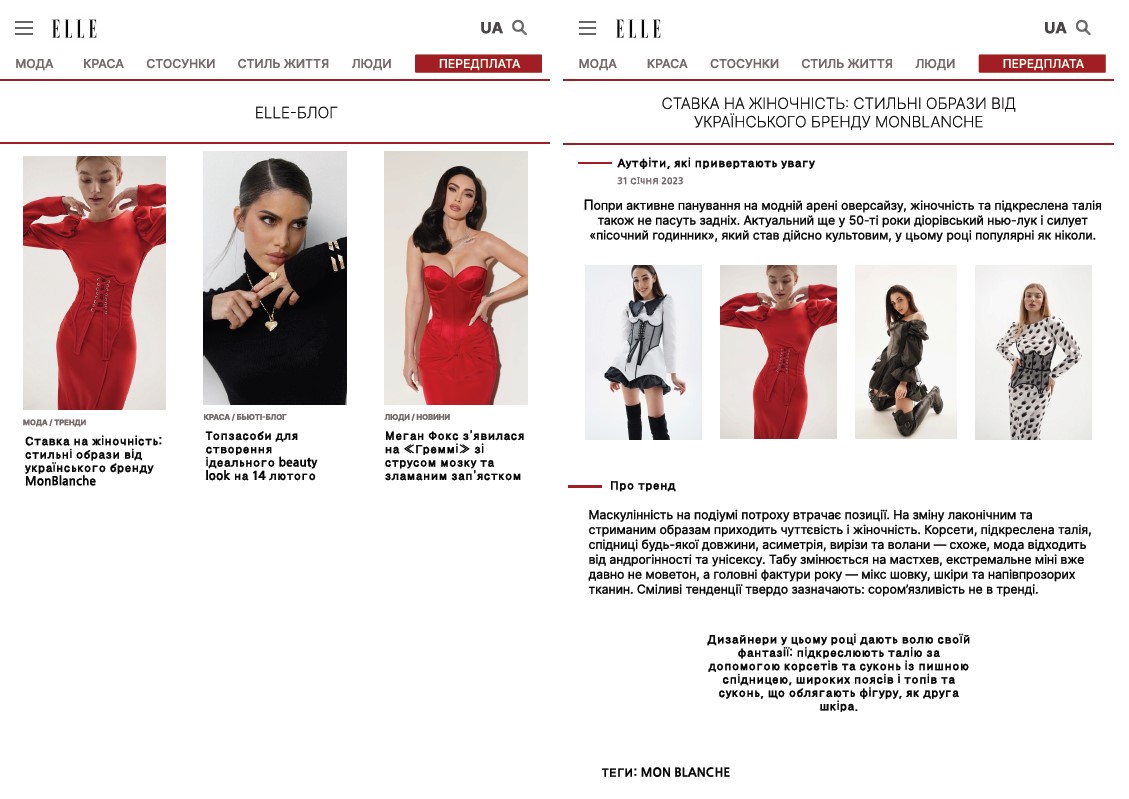 ELLE
UA
МОДА КРАСА СТОСУНКИ СТИЛЬ ЖИТТЯ ЛЮДИ ПЕРЕДПЛАТА
ELLE-БЛОГ
МОДА / ТРЕНДИ
Ставка на жіночність:
стильні образи від
українського бренду
MonBlanche
КРАСА / БЬЮТІ-БЛОГ
Топзасоби для
створення
ідеального beauty
look на 14 лютого
ЛЮДИ / НОВИНИ
Меган Фокс з’явилася
на ≪Греммі≫ зі
струсом мозку та
зламаним зап’ястком
ELLE
UA
МОДА КРАСА СТОСУНКИ СТИЛЬ ЖИТТЯ ЛЮДИ ПЕРЕДПЛАТА
СТАВКА НА ЖІНОЧНІСТЬ: СТИЛЬНІ ОБРАЗИ ВІД
УКРАЇНСЬКОГО БРЕНДУ MONBLANCHE
Аутфіти, які привертають увагу
31 січня 2023
Попри активне панування на модній арені оверсайзу, жіночність та підкреслена талія
також не пасуть задніх. Актуальний ще у 50-ті роки діорівський нью-лук і силует
«пісочний годинник», який став дійсно культовим, у цьому році популярні як ніколи.
Про тренд
Маскулінність на подіумі потроху втрачає позиції. На зміну лаконічним та
стриманим образам приходить чуттєвість і жіночність. Корсети, підкреслена талія,
спідниці будь-якої довжини, асиметрія, вирізи та волани — схоже, мода відходить
від андрогінності та унісексу. Табу змінюється на мастхев, екстремальне міні вже
давно не моветон, а головні фактури року — мікс шовку, шкіри та напівпрозорих
тканин. Сміливі тенденції твердо зазначають: сором’язливість не в тренді.
Дизайнери у цьому році дають волю своїй
фантазії: підкреслюють талію за
допомогою корсетів та суконь із пишною
спідницею, широких поясів і топів та
суконь, що облягають фігуру, як друга
шкіра.
ТЕГИ: MON BLANCHE